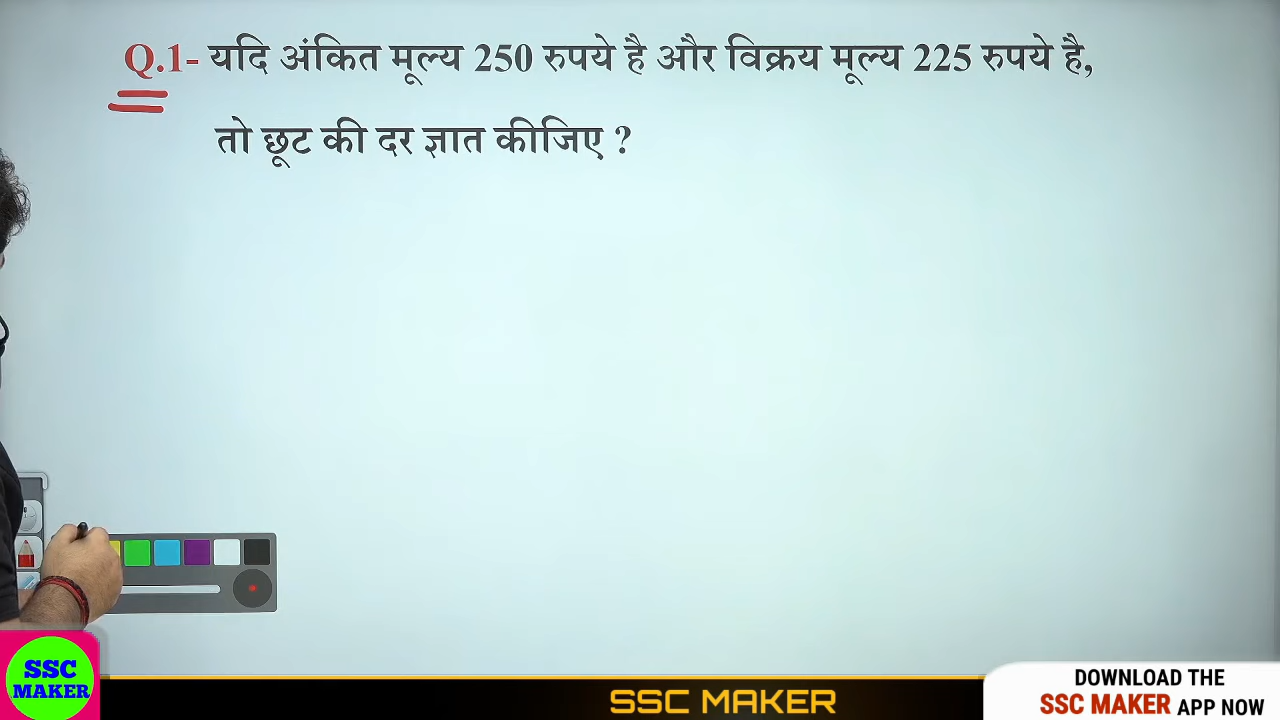 Q.1- यदि अंकित मूल्य 250 रुपये है और विक्रय मूल्य 225 रुपये है,
तो छूट की दर ज्ञात कीजिए ?
SSC
MAKER
SSC MAKER
DOWNLOAD THE
SSC MAKER APP NOW